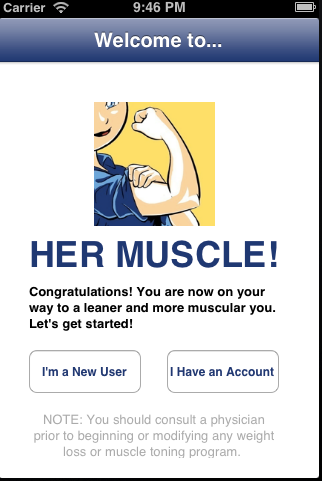 Carrier 9:46 PM
Welcome to...
HER MUSCLE!
Congratulations! You are now on your
way to a leaner and more muscular you.
Let's get started!
I'm a New User I Have an Account
NOTE: You should consult a physician
prior to beginning or modifying any weight
loss or muscle toning program.